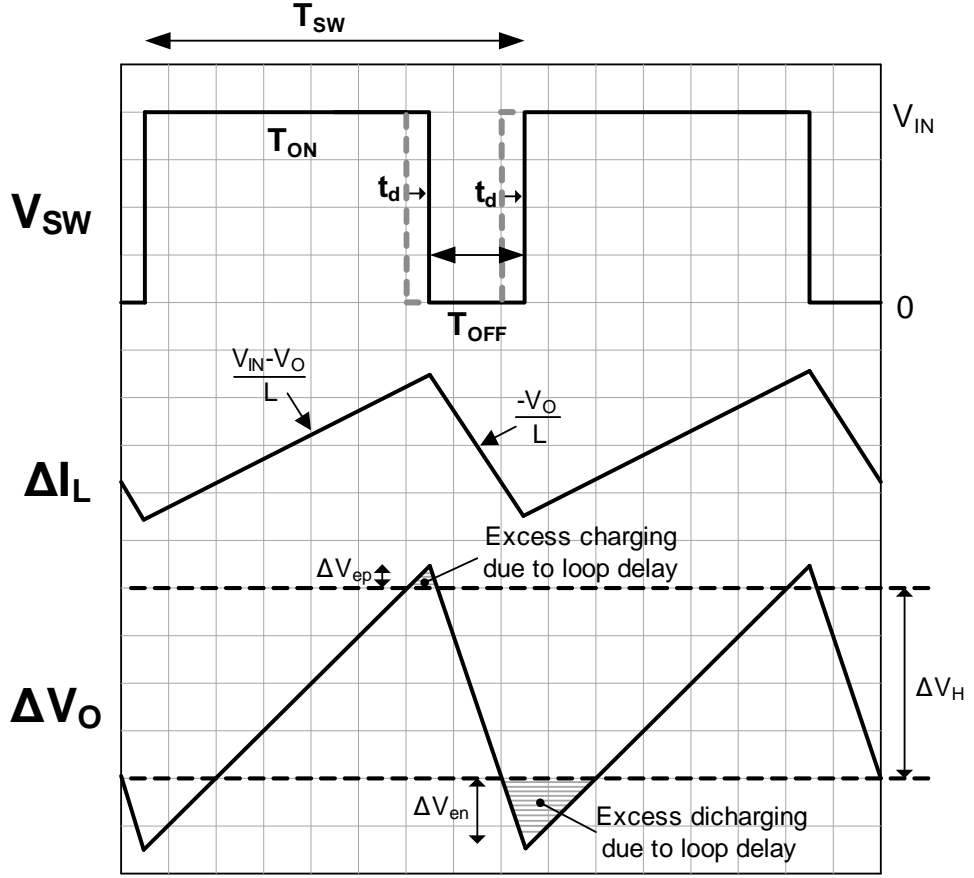 TSW
VIN
TON
td
td
VSW
0
TOFF
VIN-VO
L
-VO
L
ΔIL
Excess charging
due to loop delay
ΔVep
ΔVO
ΔVH
ΔVen
Excess dicharging
due to loop delay